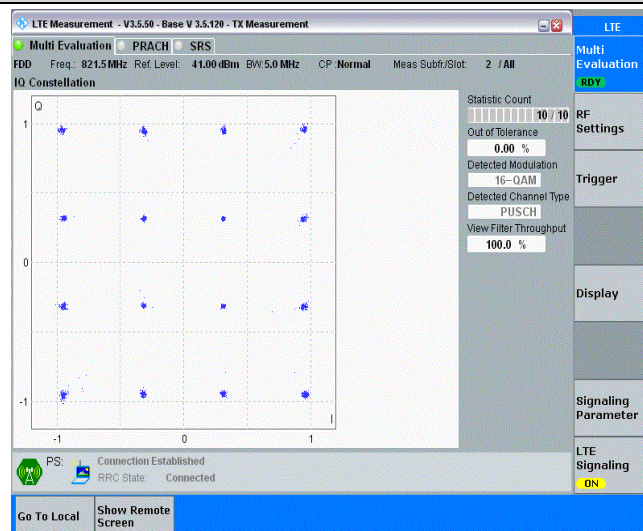 LTE Measurement - V3.5.50 - Base V 3.5.120 - TX Measurement
LTE
Multi Evaluation PRACH SRS
Multi
Evaluation
RDY
FDD Freq.: 821.5 MHz Ref. Level: 41.00 dBm BW:5.0 MHz CP :Normal Meas Subfr./Slot: 2 / All
IQ Constellation
Q
1
0
-1
I
-1 0 1
Statistic Count
10 / 10
Out of Tolerance
0.00 %
Detected Modulation
16-QAM
Detected Channel Type
PUSCH
View Filter Throughput
100.0 %
RF
Settings
Trigger
Display
Signaling
Parameter
LTE
Signaling
ON
PS: Connection Established
RRC State: Connected
Go To Local
Show Remote
Screen